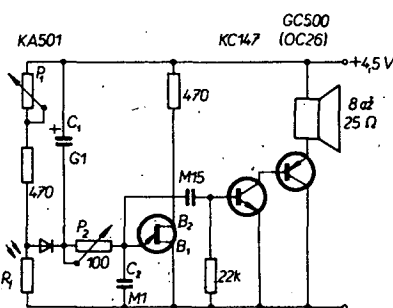 KA501
KC147
GC500
(OC26)
+4,5 V
P1
C1
G1
470
470
8 až
25 Ω
M15
P2
100
B2
B1
C2
M1
R1
22k